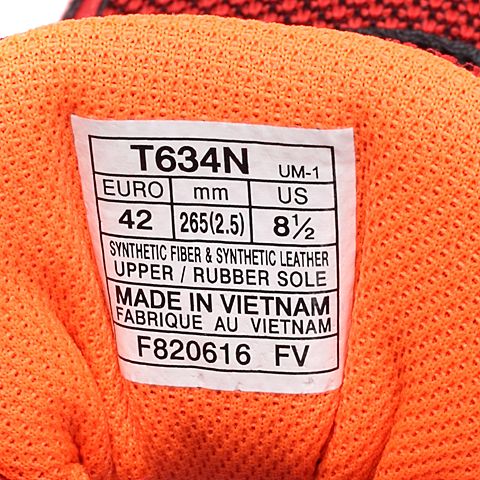 T634N UM-1
EURO mm US
42 265(2.5) 8½
SYNTHETIC FIBER & SYNTHETIC LEATHER
UPPER / RUBBER SOLE
MADE IN VIETNAM
FABRIQUE AU VIETNAM
F820616 FV